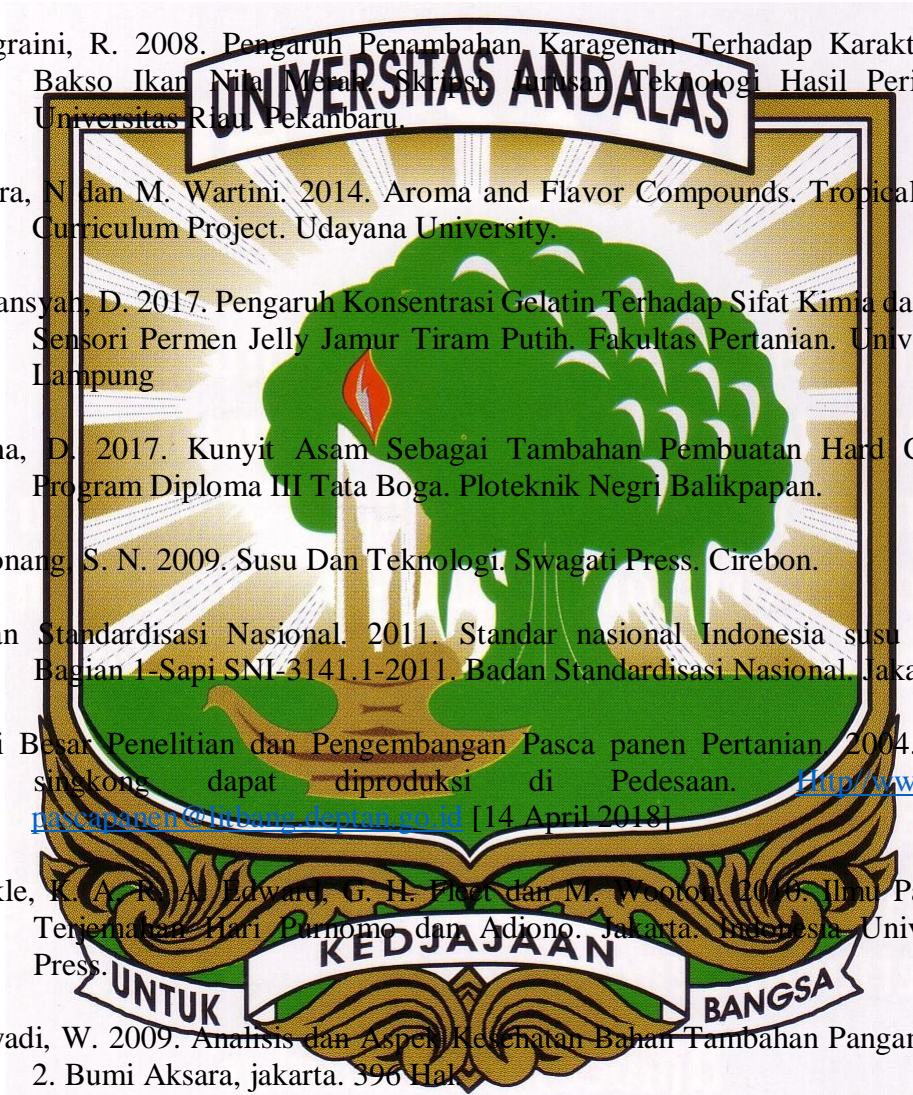 graini, R. 2008. Pengaruh Penambahan Karagenan Terhadap Karakt
Bakso Ikan Nila Merah. Skripsi. Jurusan Teknologi Hasil Peri
Universitas Riau. Pekanbaru.
UNIVERSITAS ANDALAS
ra, N dan M. Wartini. 2014. Aroma and Flavor Compounds. Tropical
Curriculum Project. Udayana University.
ansyah, D. 2017. Pengaruh Konsentrasi Gelatin Terhadap Sifat Kimia da
Sensori Permen Jelly Jamur Tiram Putih. Fakultas Pertanian. Univ
Lampung
na, D. 2017. Kunyit Asam Sebagai Tambahan Pembuatan Hard C
Program Diploma III Tata Boga. Ploteknik Negri Balikpapan.
onang. S. N. 2009. Susu Dan Teknologi. Swagati Press. Cirebon.
an Standardisasi Nasional. 2011. Standar nasional Indonesia susu
Bagian 1-Sapi SNI-3141.1-2011. Badan Standardisasi Nasional. Jaka
i Besar Penelitian dan Pengembangan Pasca panen Pertanian. 2004.
singkong dapat diproduksi di Pedesaan. Http//ww
pascapanen@litbang.deptan.go.id [14 April 2018]
kle, K. A, R. A. Edward, G. H. Fleet dan M. Wooton. 2010. Ilmu Pa
Terjemahan Hari Purnomo dan Adiono. Jakarta. Indonesia Univ
Press.
KEDJAJAAN
UNTUK
BANGSA
yadi, W. 2009. Analisis dan Aspek Kesehatan Bahan Tambahan Pangan
2. Bumi Aksara, jakarta. 396 Hal.